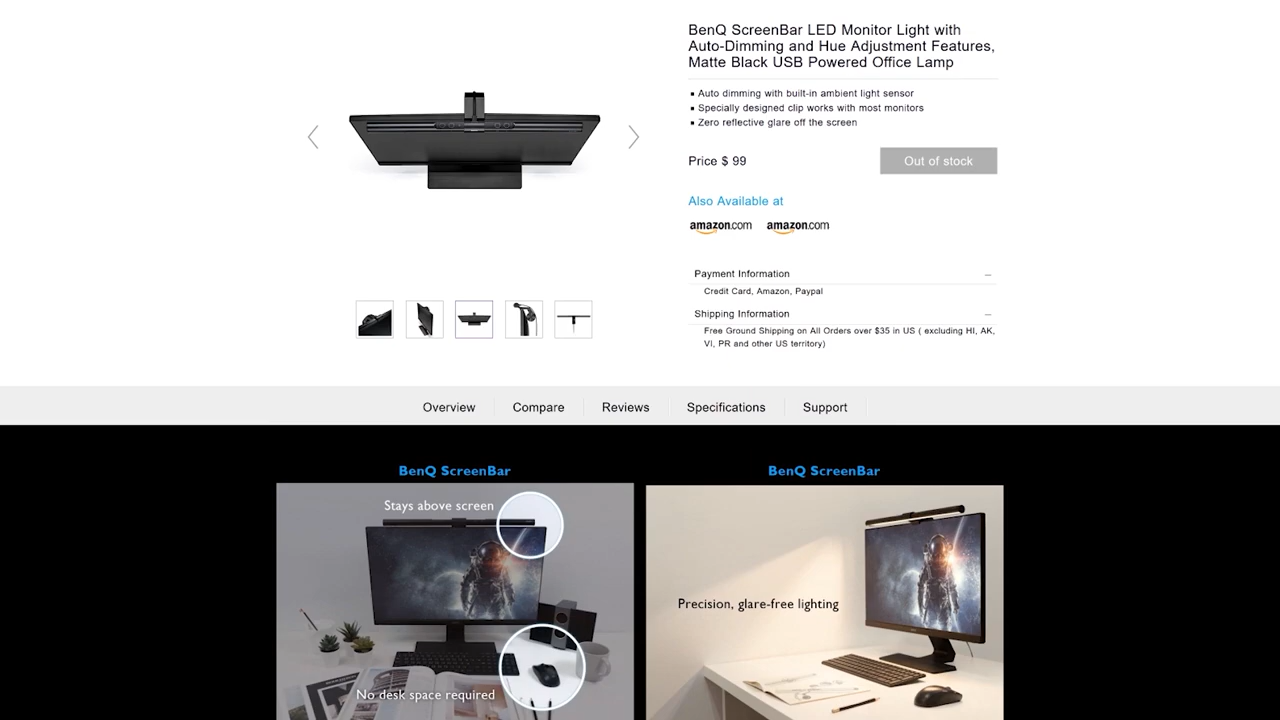 BenQ ScreenBar LED Monitor Light with
Auto-Dimming and Hue Adjustment Features,
Matte Black USB Powered Office Lamp
▪ Auto dimming with built-in ambient light sensor
▪ Specially designed clip works with most monitors
▪ Zero reflective glare off the screen
Price $ 99
Out of stock
Also Available at
amazon.com amazon.com
Payment Information –
Credit Card, Amazon, Paypal
Shipping Information –
Free Ground Shipping on All Orders over $35 in US ( excluding HI, AK,
VI, PR and other US territory)
Overview Compare Reviews Specifications Support
BenQ ScreenBar
Stays above screen
No desk space required
BenQ ScreenBar
Precision, glare-free lighting